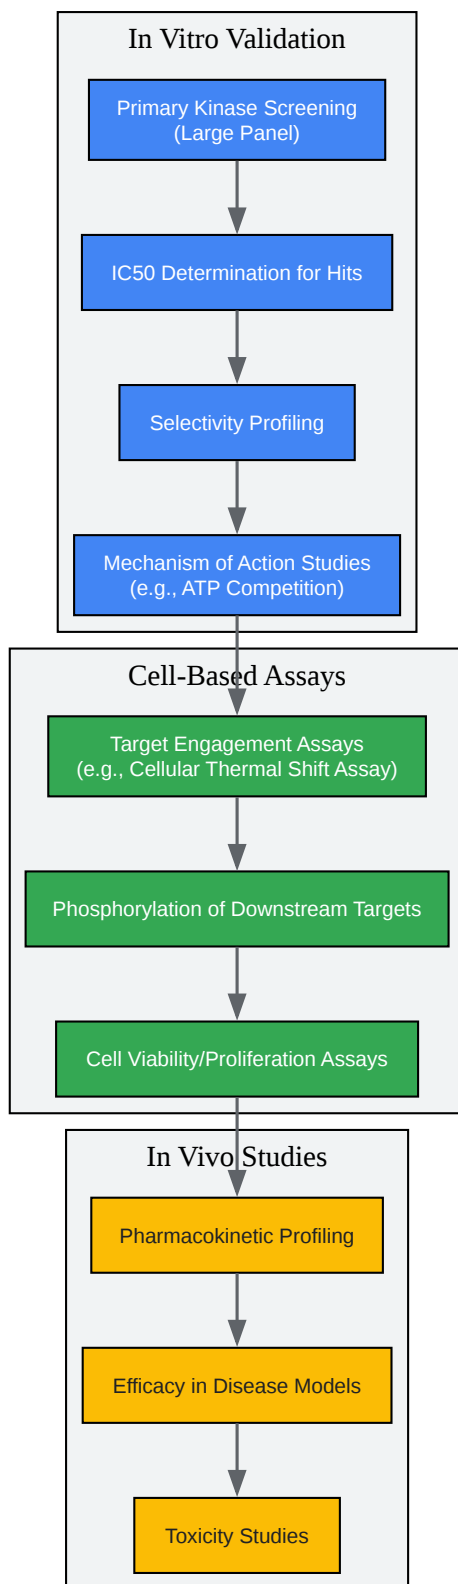 In Vitro Validation
Primary Kinase Screening
(Large Panel)
IC50 Determination for Hits
Selectivity Profiling
Mechanism of Action Studies
(e.g., ATP Competition)
Cell-Based Assays
Target Engagement Assays
(e.g., Cellular Thermal Shift Assay)
Phosphorylation of Downstream Targets
Cell Viability/Proliferation Assays
In Vivo Studies
Pharmacokinetic Profiling
Efficacy in Disease Models
Toxicity Studies